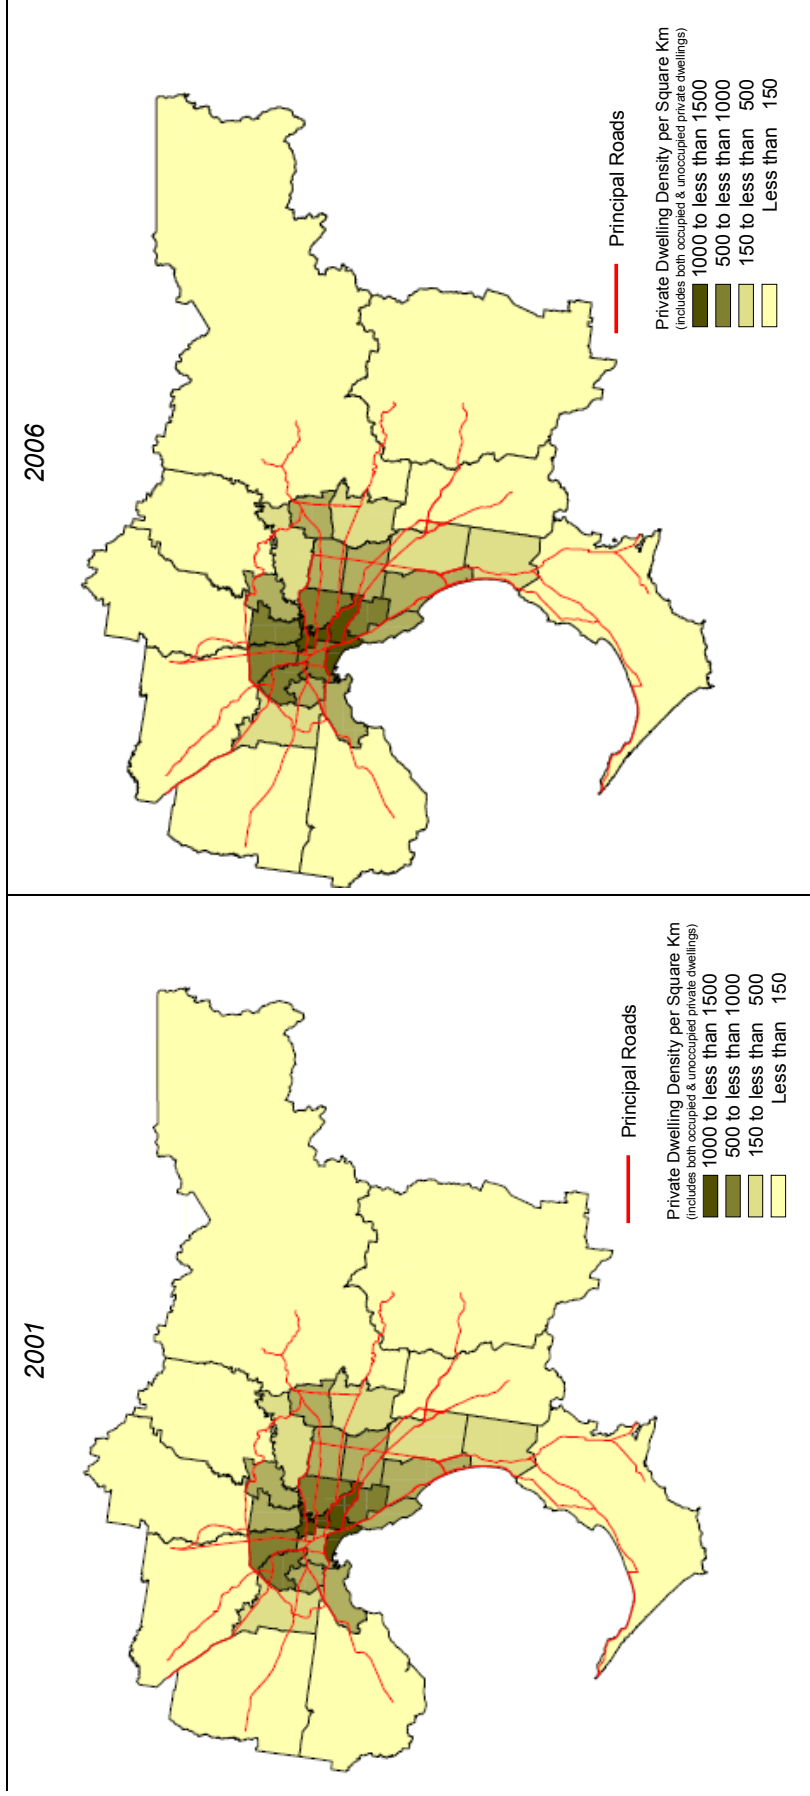 2001
Principal Roads
Private Dwelling Density per Square Km
(includes both occupied & unoccupied private dwellings)
1000 to less than 1500
500 to less than 1000
150 to less than 500
Less than 150
2006
Principal Roads
Private Dwelling Density per Square Km
(includes both occupied & unoccupied private dwellings)
1000 to less than 1500
500 to less than 1000
150 to less than 500
Less than 150